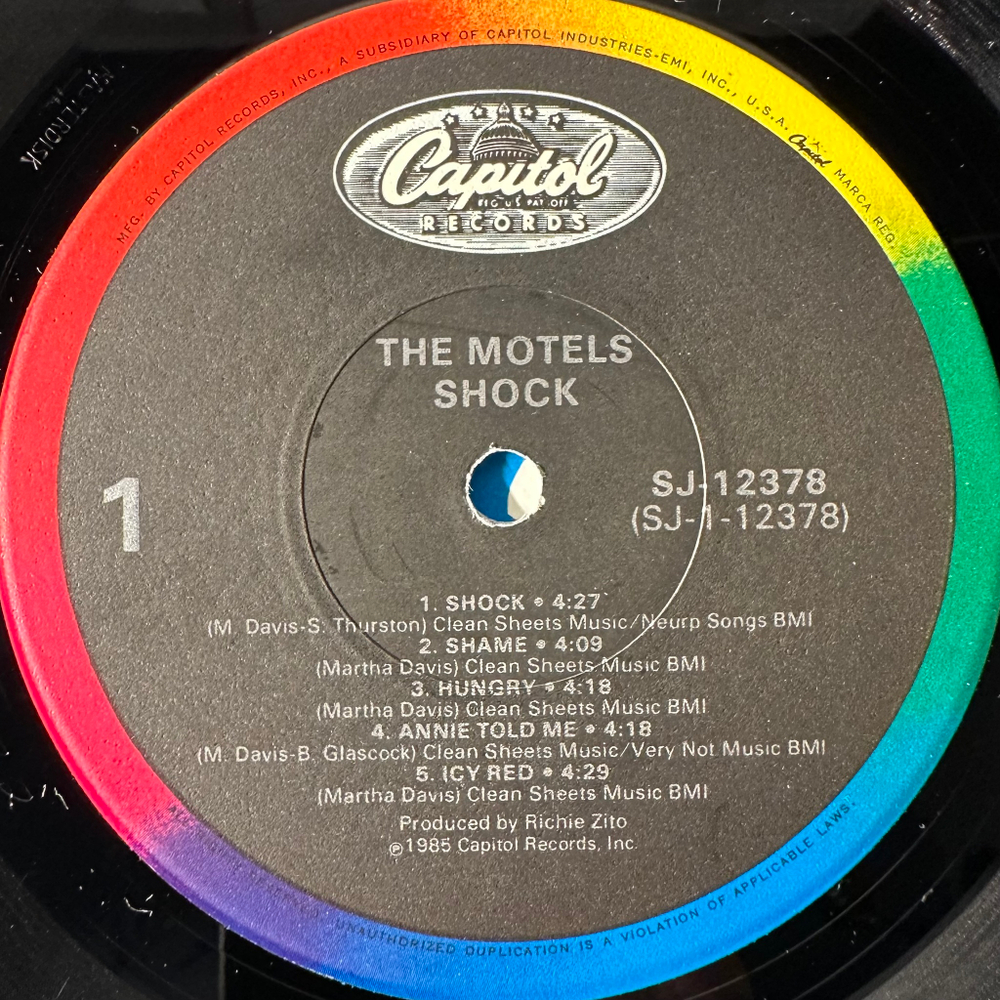 MASTERDISK
MFG. BY CAPITOL RECORDS, INC., A SUBSIDIARY OF CAPITOL INDUSTRIES-EMI, INC., U.S.A. Capitol MARCA REG.
Capitol
REG U S PAT OFF
RECORDS
THE MOTELS
SHOCK
1
SJ-12378
(SJ-1-12378)
1. SHOCK • 4:27
(M. Davis-S. Thurston) Clean Sheets Music/Neurp Songs BMI
2. SHAME • 4:09
(Martha Davis) Clean Sheets Music BMI
3. HUNGRY • 4:18
(Martha Davis) Clean Sheets Music BMI
4. ANNIE TOLD ME • 4:18
(M. Davis-B. Glascock) Clean Sheets Music/Very Not Music BMI
5. ICY RED • 4:29
(Martha Davis) Clean Sheets Music BMI
Produced by Richie Zito
℗1985 Capitol Records, Inc.
UNAUTHORIZED DUPLICATION IS A VIOLATION OF APPLICABLE LAWS.